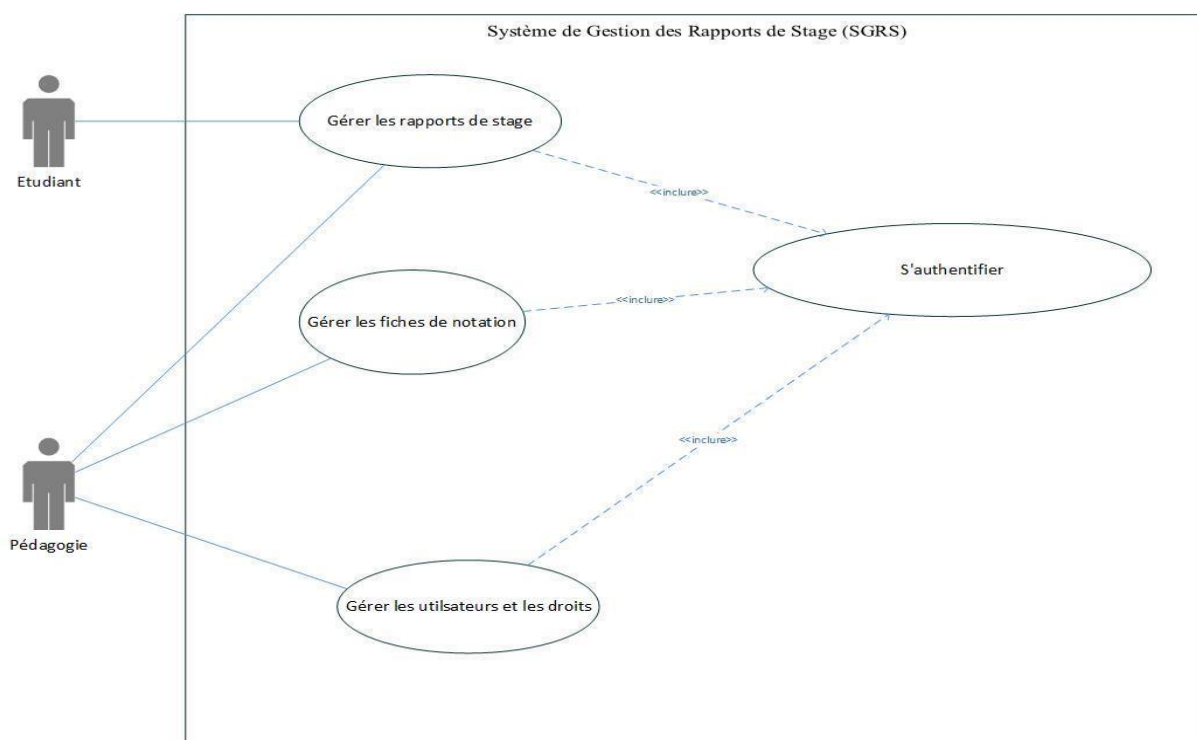 Système de Gestion des Rapports de Stage (SGRS)
Gérer les rapports de stage
Etudiant
<<inclure>>
S'authentifier
<<inclure>>
Gérer les fiches de notation
<<inclure>>
Pédagogie
Gérer les utilsateurs et les droits